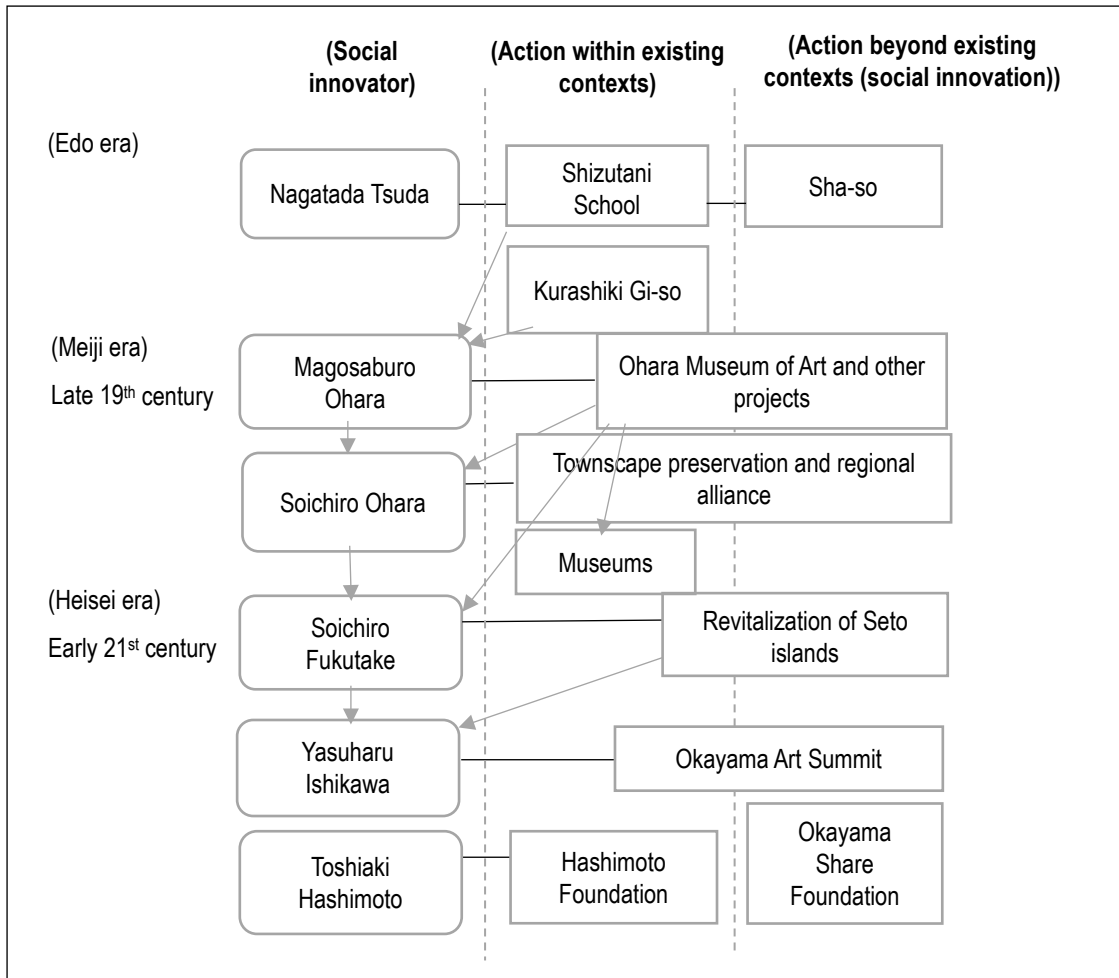 (Social
innovator)
(Action within existing
contexts)
(Action beyond existing
contexts (social innovation))
(Edo era)
Nagatada Tsuda
Shizutani
School
Sha-so
Kurashiki Gi-so
(Meiji era)
Late 19th century
Magosaburo
Ohara
Ohara Museum of Art and other
projects
Soichiro Ohara
Townscape preservation and regional
alliance
Museums
(Heisei era)
Early 21st century
Soichiro
Fukutake
Revitalization of Seto
islands
Yasuharu
Ishikawa
Okayama Art Summit
Toshiaki
Hashimoto
Hashimoto
Foundation
Okayama
Share
Foundation